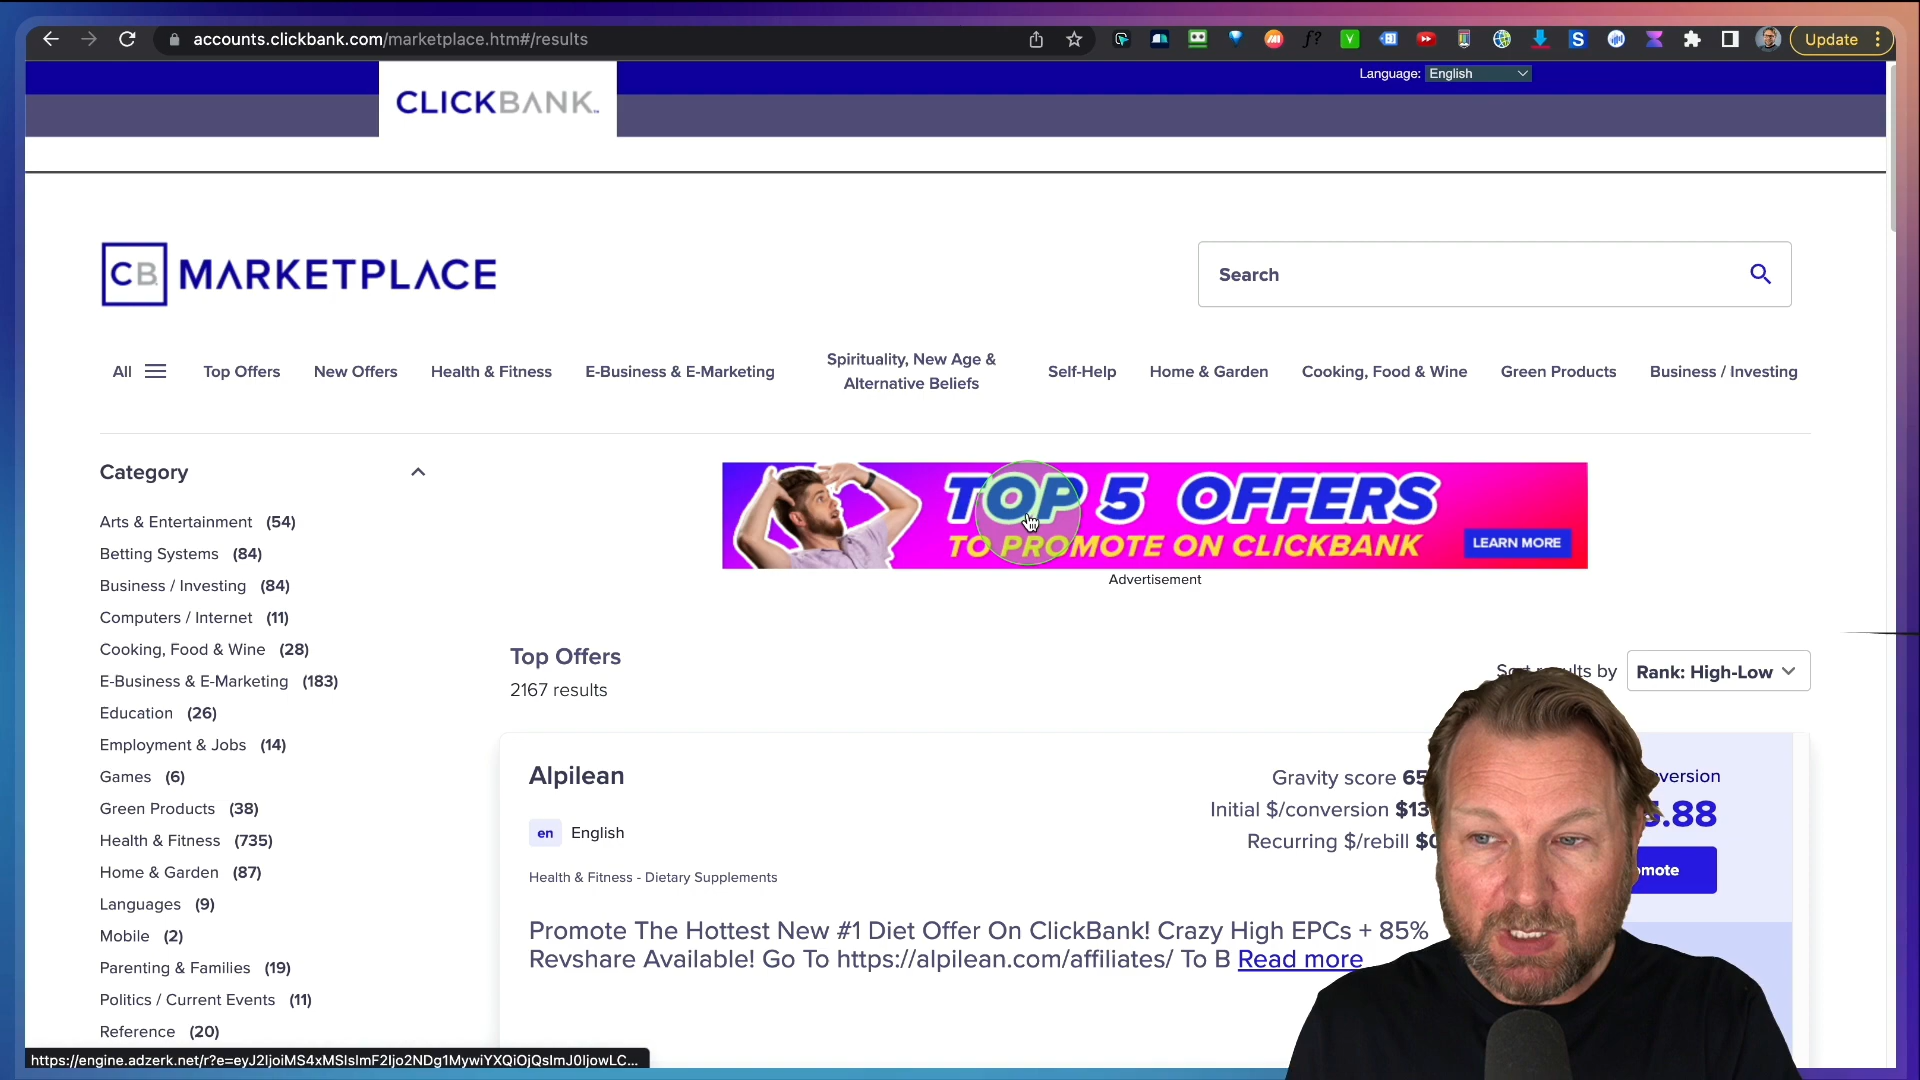 accounts.clickbank.com/marketplace.htm#/results
Update
Language: English
CLICKBANK
CB MARKETPLACE
Search
All
Top Offers
New Offers
Health & Fitness
E-Business & E-Marketing
Spirituality, New Age &
Alternative Beliefs
Self-Help
Home & Garden
Cooking, Food & Wine
Green Products
Business / Investing
Category
Arts & Entertainment (54)
Betting Systems (84)
Business / Investing (84)
Computers / Internet (11)
Cooking, Food & Wine (28)
E-Business & E-Marketing (183)
Education (26)
Employment & Jobs (14)
Games (6)
Green Products (38)
Health & Fitness (735)
Home & Garden (87)
Languages (9)
Mobile (2)
Parenting & Families (19)
Politics / Current Events (11)
Reference (20)
TOP 5 OFFERS
TO PROMOTE ON CLICKBANK
LEARN MORE
Advertisement
Top Offers
2167 results
by
Rank: High-Low
Alpilean
en English
Health & Fitness - Dietary Supplements
Gravity score
Initial $/conversion
Recurring $/rebill
Promote The Hottest New #1 Diet Offer On ClickBank! Crazy High EPCs + 85%
Revshare Available! Go To https://alpilean.com/affiliates/ To B Read more